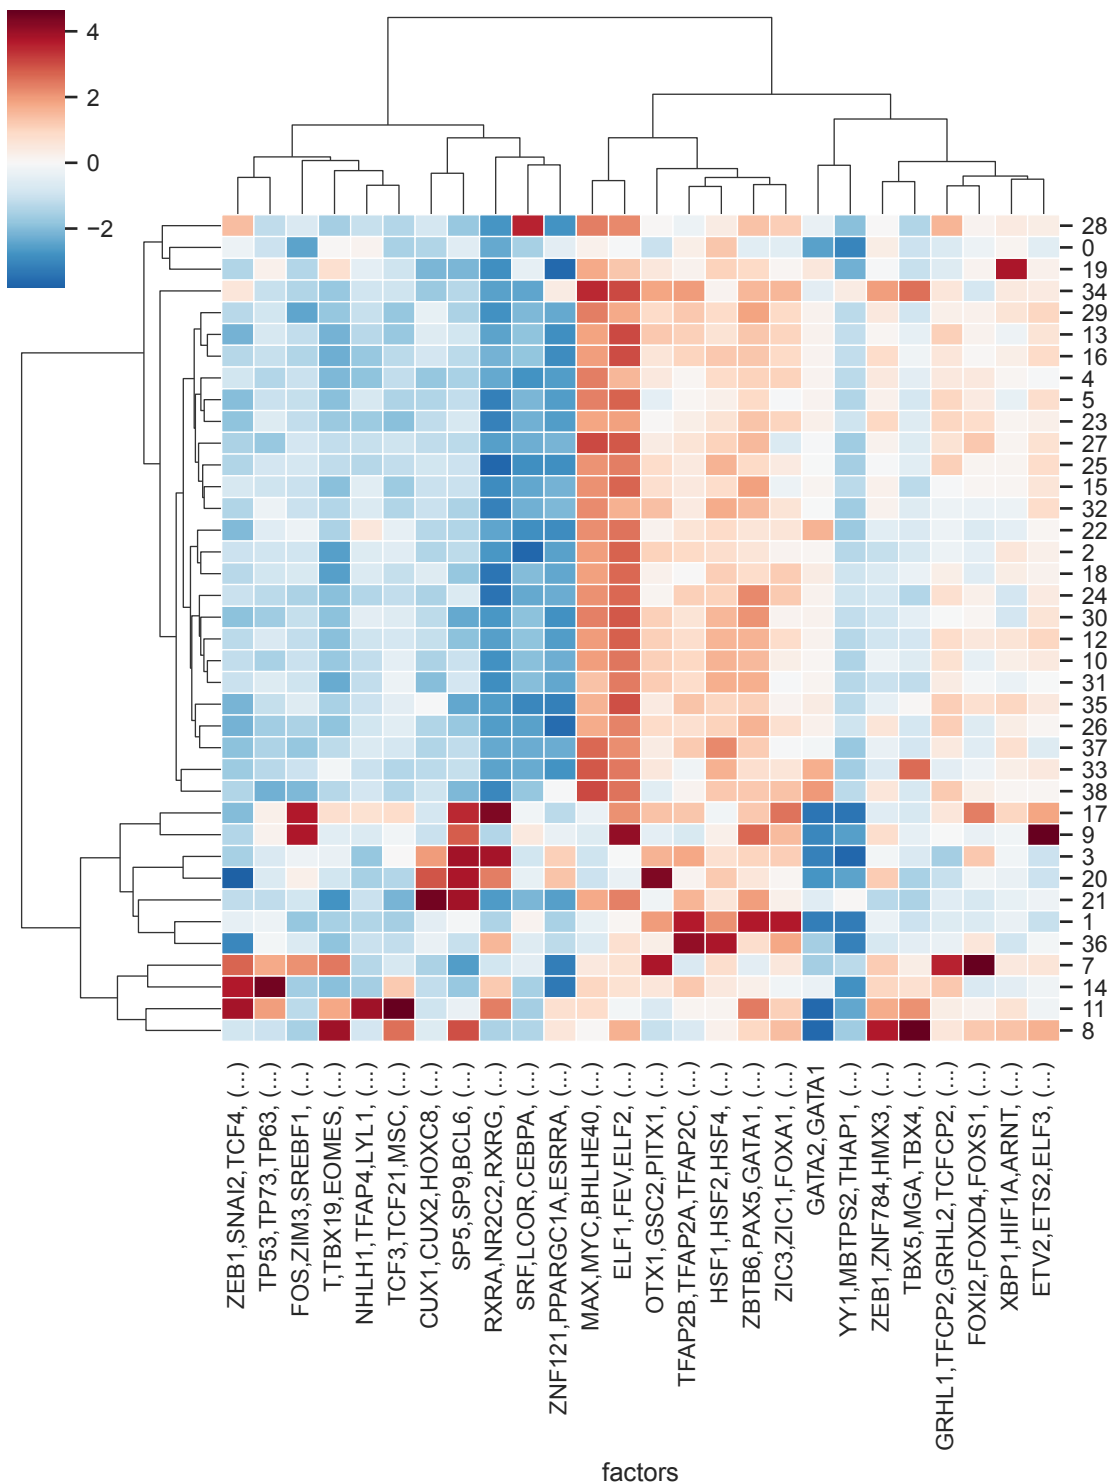 4
2
0
−2
28
0
19
34
29
13
16
4
5
23
27
25
15
32
22
2
18
24
30
12
10
31
35
26
37
33
38
17
9
3
20
21
1
36
7
14
11
8
ZEB1,SNAI2,TCF4, (...)
TP53,TP73,TP63, (...)
FOS,ZIM3,SREBF1, (...)
T,TBX19,EOMES, (...)
NHLH1,TFAP4,LYL1, (...)
TCF3,TCF21,MSC, (...)
CUX1,CUX2,HOXC8, (...)
SP5,SP9,BCL6, (...)
RXRA,NR2C2,RXRG, (...)
SRF,LCOR,CEBPA, (...)
ZNF121,PPARGC1A,ESRRA, (...)
MAX,MYC,BHLHE40, (...)
ELF1,FEV,ELF2, (...)
OTX1,GSC2,PITX1, (...)
TFAP2B,TFAP2A,TFAP2C, (...)
HSF1,HSF2,HSF4, (...)
ZBTB6,PAX5,GATA1, (...)
ZIC3,ZIC1,FOXA1, (...)
GATA2,GATA1
YY1,MBTPS2,THAP1, (...)
ZEB1,ZNF784,HMX3, (...)
TBX5,MGA,TBX4, (...)
GRHL1,TFCP2,GRHL2,TCFCP2, (...)
FOXI2,FOXD4,FOXS1, (...)
XBP1,HIF1A,ARNT, (...)
ETV2,ETS2,ELF3, (...)
factors